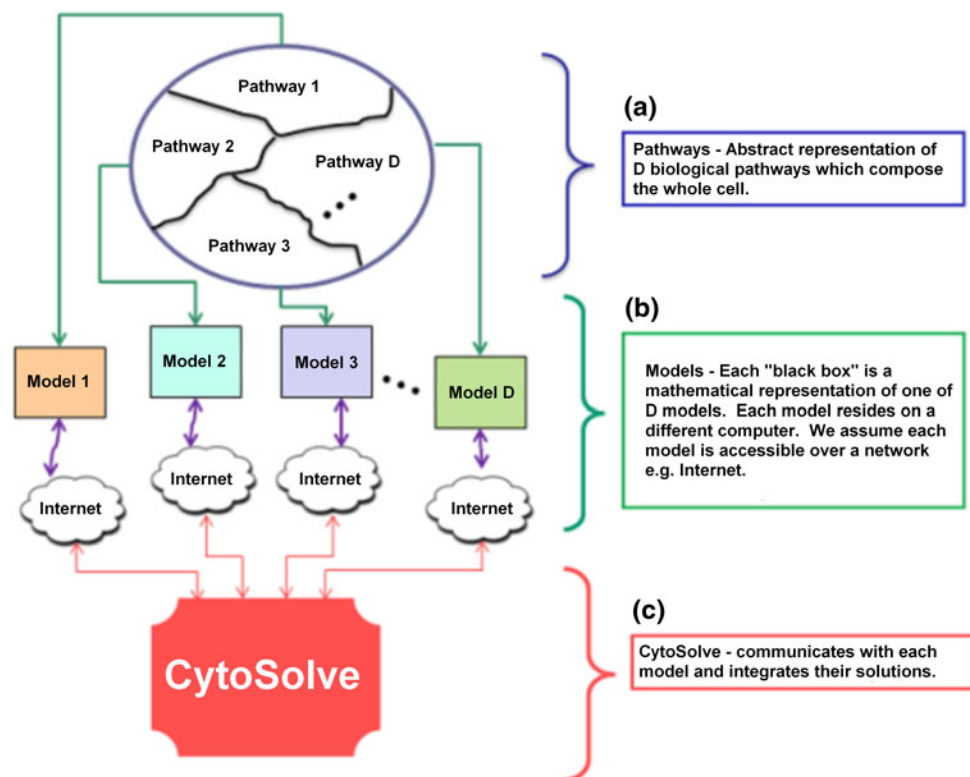 Pathway 1
Pathway 2
Pathway D
Pathway 3
(a)
Pathways - Abstract representation of
D biological pathways which compose
the whole cell.
Model 1
Model 2
Model 3
Model D
(b)
Models - Each "black box" is a
mathematical representation of one of
D models. Each model resides on a
different computer. We assume each
model is accessible over a network
e.g. Internet.
Internet
Internet
Internet
Internet
(c)
CytoSolve - communicates with each
model and integrates their solutions.
CytoSolve